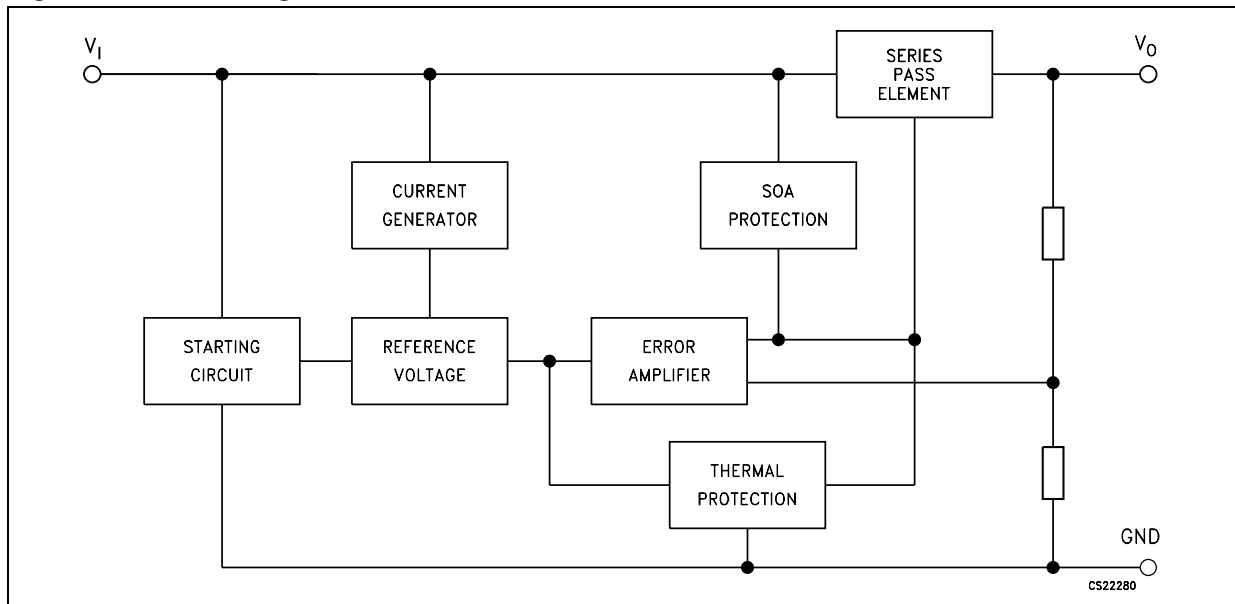 V_I
V_O
SERIES
PASS
ELEMENT
CURRENT
GENERATOR
SOA
PROTECTION
STARTING
CIRCUIT
REFERENCE
VOLTAGE
ERROR
AMPLIFIER
THERMAL
PROTECTION
GND
CS22280